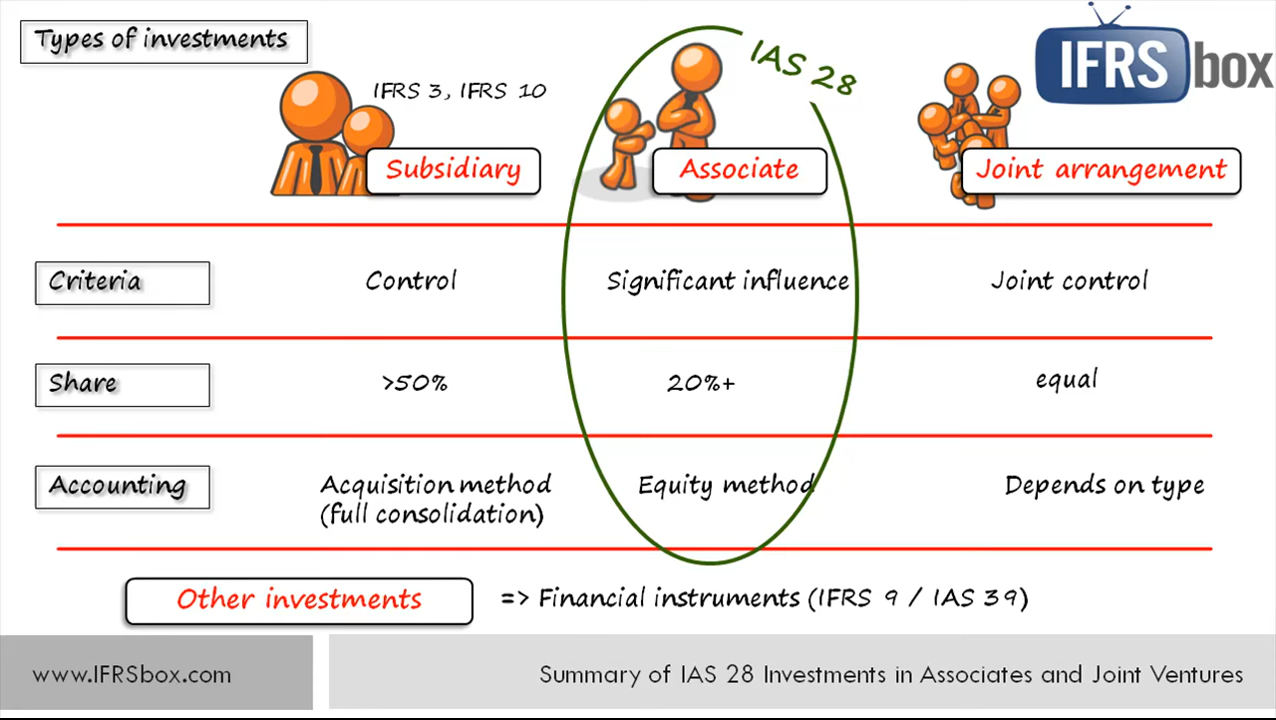 Types of investments
IFRS box
IAS 28
IFRS 3, IFRS 10
Subsidiary
Associate
Joint arrangement
Criteria
Control
Significant influence
Joint control
Share
>50%
20%+
equal
Accounting
Acquisition method
(full consolidation)
Equity method
Depends on type
Other investments
=> Financial instruments (IFRS 9 / IAS 39)
www.IFRSbox.com
Summary of IAS 28 Investments in Associates and Joint Ventures